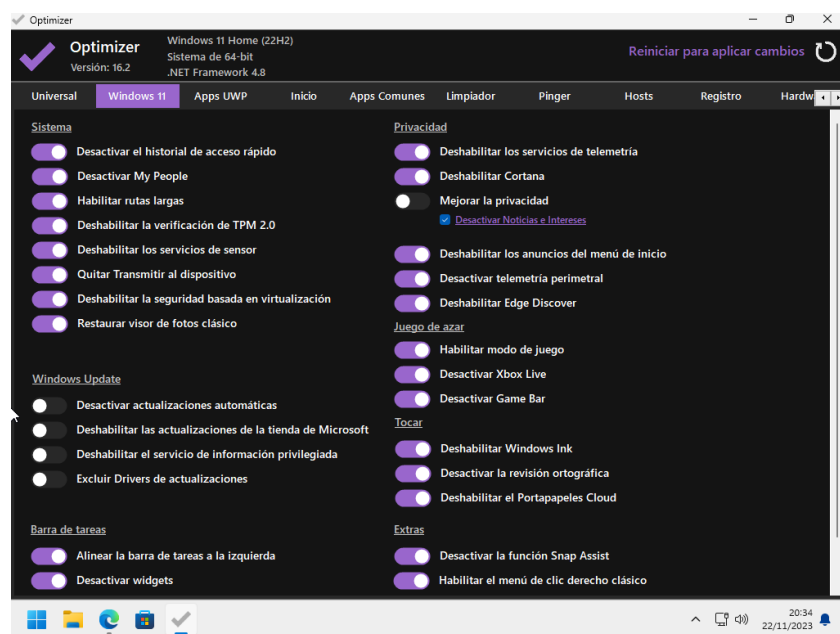 Optimizer
Optimizer
Versión: 16.2
Windows 11 Home (22H2)
Sistema de 64-bit
.NET Framework 4.8
Reiniciar para aplicar cambios
Universal Windows 11 Apps UWP Inicio Apps Comunes Limpiador Pinger Hosts Registro Hardw
Sistema
Desactivar el historial de acceso rápido
Desactivar My People
Habilitar rutas largas
Deshabilitar la verificación de TPM 2.0
Deshabilitar los servicios de sensor
Quitar Transmitir al dispositivo
Deshabilitar la seguridad basada en virtualización
Restaurar visor de fotos clásico
Windows Update
Desactivar actualizaciones automáticas
Deshabilitar las actualizaciones de la tienda de Microsoft
Deshabilitar el servicio de información privilegiada
Excluir Drivers de actualizaciones
Barra de tareas
Alinear la barra de tareas a la izquierda
Desactivar widgets
Privacidad
Deshabilitar los servicios de telemetría
Deshabilitar Cortana
Mejorar la privacidad
Desactivar Noticias e Intereses
Deshabilitar los anuncios del menú de inicio
Desactivar telemetría perimetral
Deshabilitar Edge Discover
Juego de azar
Habilitar modo de juego
Desactivar Xbox Live
Desactivar Game Bar
Tocar
Deshabilitar Windows Ink
Desactivar la revisión ortográfica
Deshabilitar el Portapapeles Cloud
Extras
Desactivar la función Snap Assist
Habilitar el menú de clic derecho clásico
20:34
22/11/2023